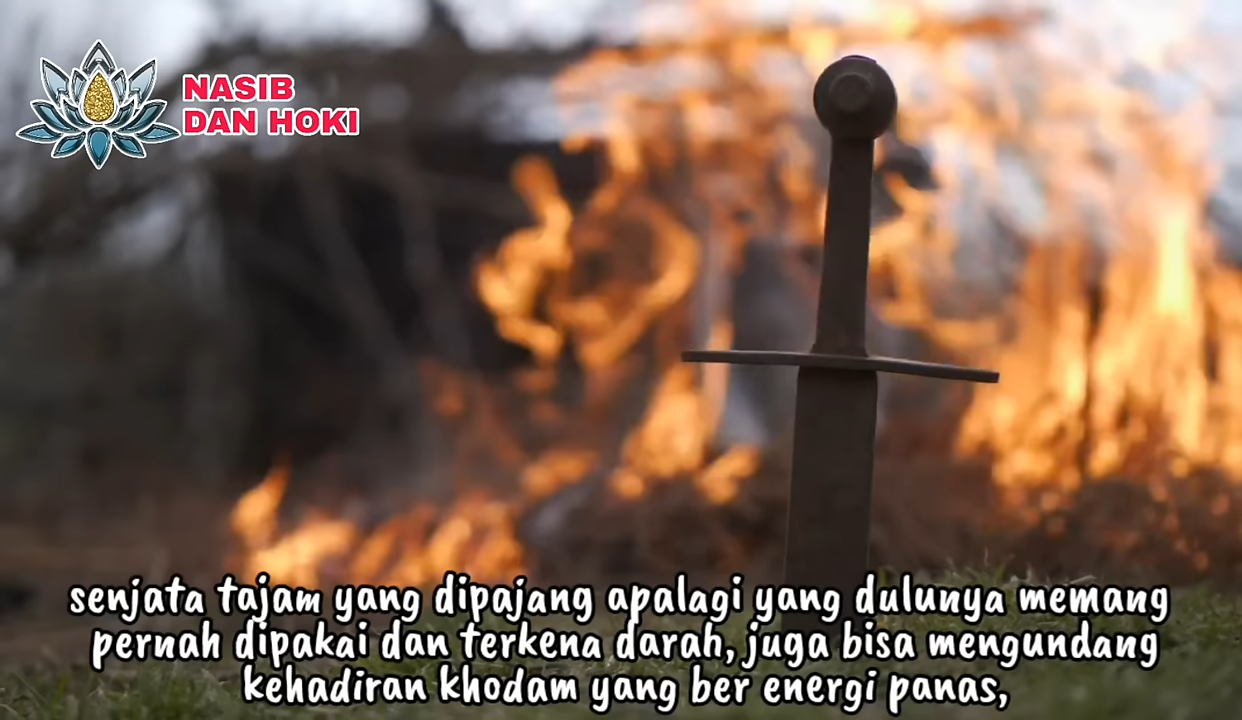 NASIB
DAN HOKI
senjata tajam yang dipajang apalagi yang dulunya memang
pernah dipakai dan terkena darah, juga bisa mengundang
kehadiran khodam yang ber energi panas,